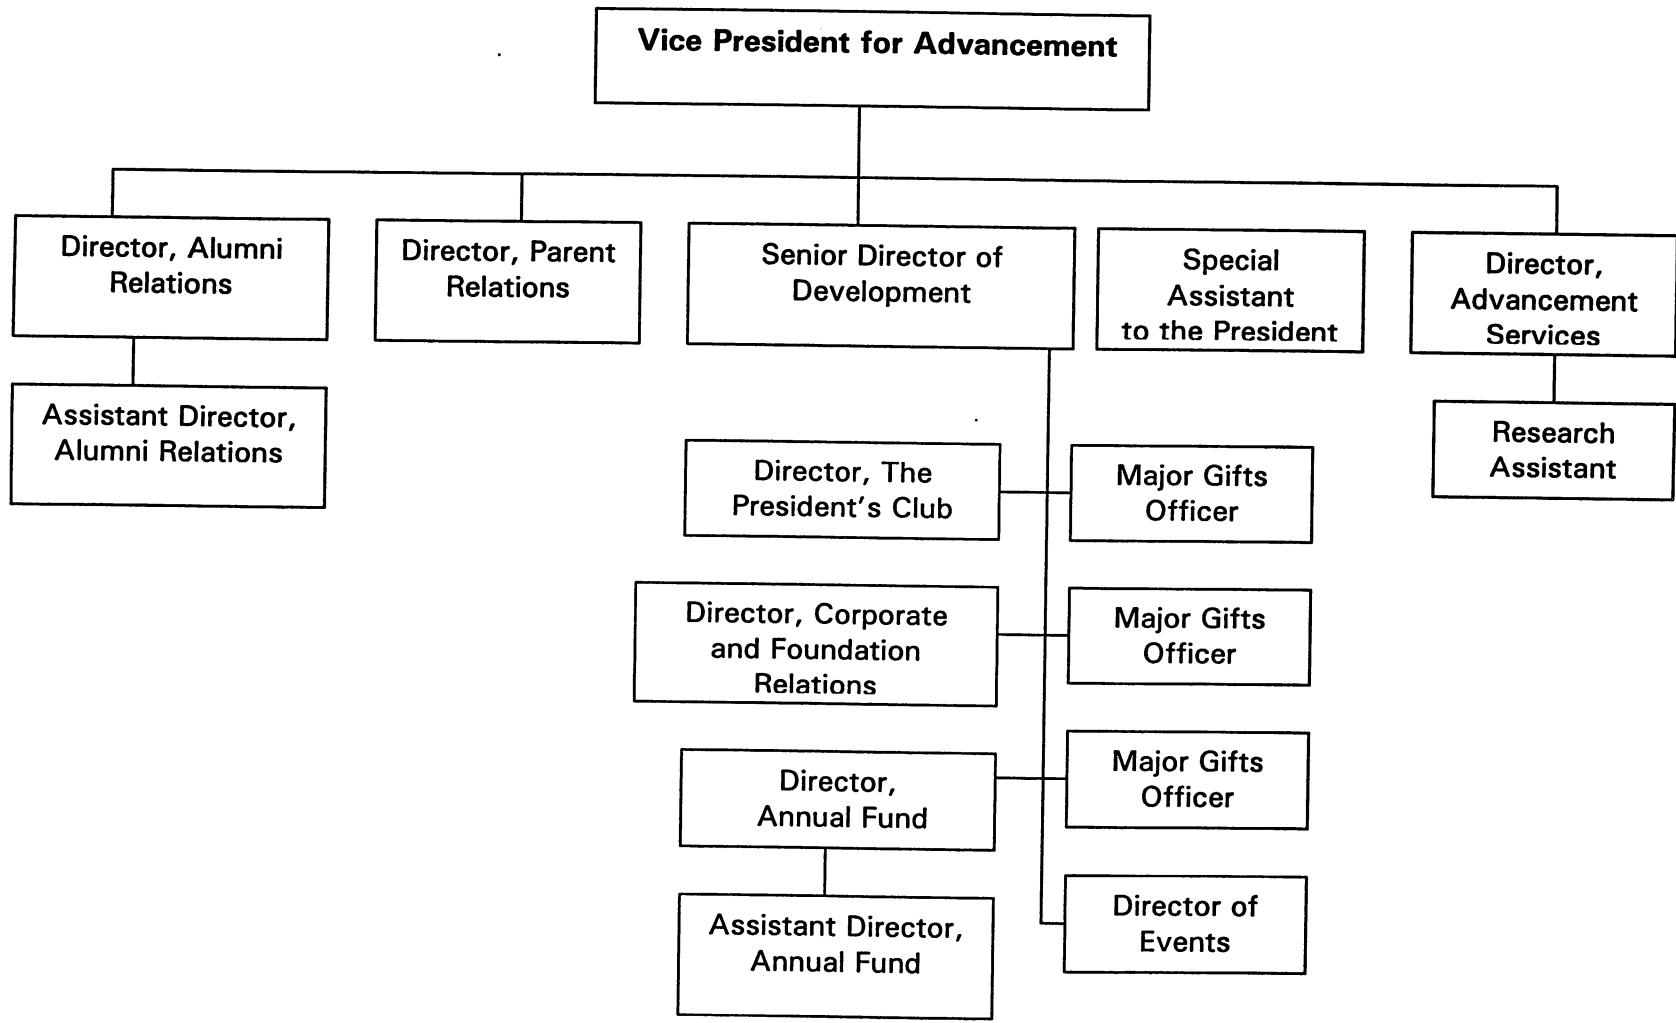 Vice President for Advancement
Director, Alumni
Relations
Director, Parent
Relations
Senior Director of
Development
Special
Assistant
to the President
Director,
Advancement
Services
Assistant Director,
Alumni Relations
Research
Assistant
Director, The
President's Club
Major Gifts
Officer
Director, Corporate
and Foundation
Relations
Major Gifts
Officer
Director,
Annual Fund
Major Gifts
Officer
Assistant Director,
Annual Fund
Director of
Events